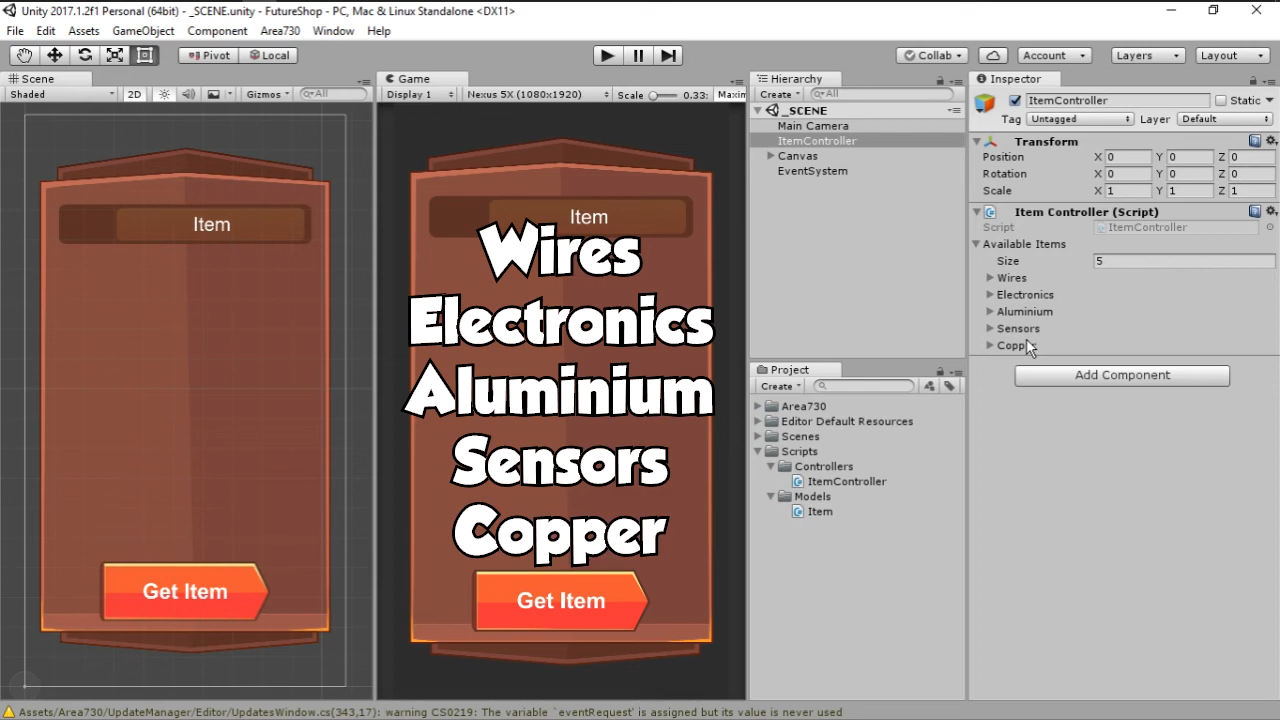 Unity 2017.1.2f1 Personal (64bit) - _SCENE.unity - FutureShop - PC, Mac & Linux Standalone <DX11>
File Edit Assets GameObject Component Area730 Window Help
Pivot Local Collab Account Layers Layout
Scene
Shaded 2D Gizmos All
Item
Get Item
Game
Display 1 Nexus 5X (1080x1920) Scale 0.33: Maxim
Item
Wires
Electronics
Aluminium
Sensors
Copper
Get Item
Hierarchy
Create All
_SCENE
Main Camera
ItemController
Canvas
EventSystem
Project
Create
Area730
Editor Default Resources
Scenes
Scripts
Controllers
ItemController
Models
Item
Inspector
ItemController Static
Tag Untagged Layer Default
Transform
Position X 0 Y 0 Z 0
Rotation X 0 Y 0 Z 0
Scale X 1 Y 1 Z 1
Item Controller (Script)
Script ItemController
Available Items
Size 5
Wires
Electronics
Aluminium
Sensors
Copper
Add Component
Assets/Area730/UpdateManager/Editor/UpdatesWindow.cs(343,17): warning CS0219: The variable `eventRequest' is assigned but its value is never used